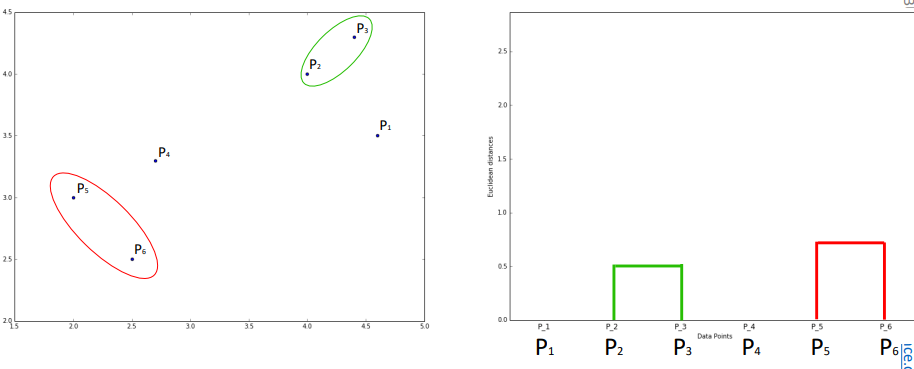 4.5
4.0
3.5
3.0
2.5
2.0
1.5 2.0 2.5 3.0 3.5 4.0 4.5 5.0
P₃
P₂
P₁
P₄
P₅
P₆
2.5
2.0
1.5
1.0
0.5
0.0
Euclidean distances
P_1 P_2 P_3 P_4 P_5 P_6
Data Points
P₁ P₂ P₃ P₄ P₅ P₆
ice.